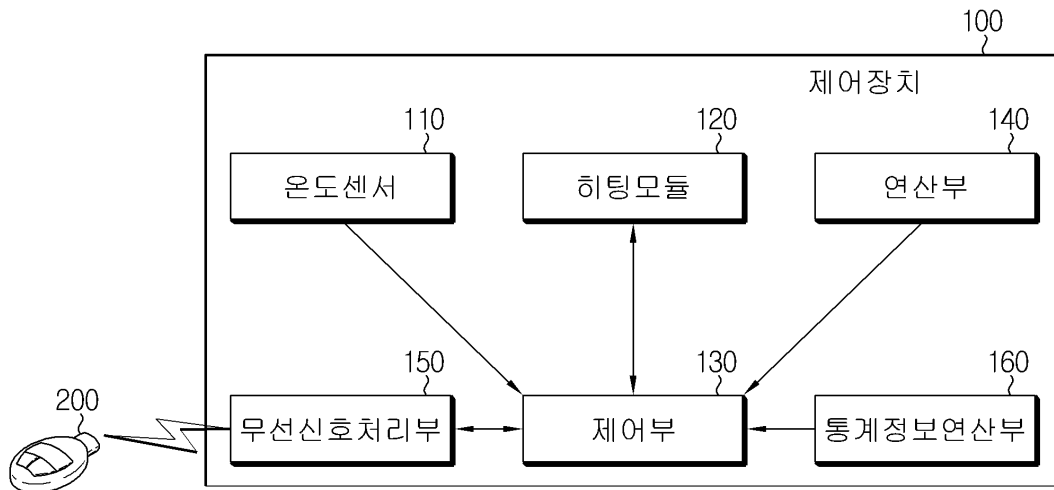 100
제어장치
110
120
140
온도센서
히팅모듈
연산부
150
130
160
200
무선신호처리부
제어부
통계정보연산부